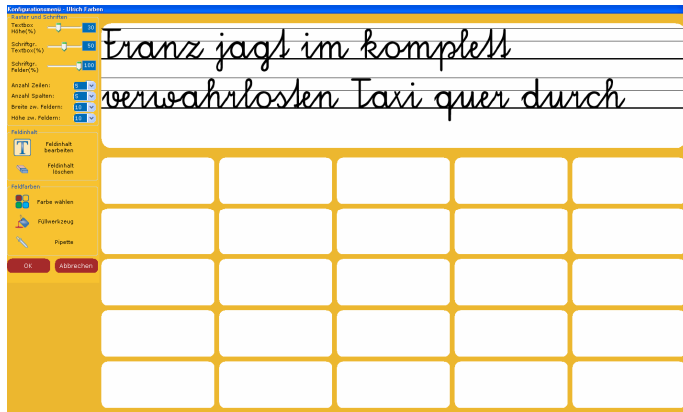 Konfigurationsmenü - Ulrich Farben
Raster und Schriften
Textbox
Höhe(%)
30
Schriftgr.
Textbox(%)
50
Schriftgr.
Felder(%)
100
Anzahl Zeilen:
5
Anzahl Spalten:
5
Breite zw. Feldern:
10
Höhe zw. Feldern:
10
Feldinhalt
T
Feldinhalt
bearbeiten
Feldinhalt
löschen
Feldfarben
Farbe wählen
Füllwerkzeug
Pipette
OK
Abbrechen
Franz jagt im komplett
verwahrlosten Taxi quer durch